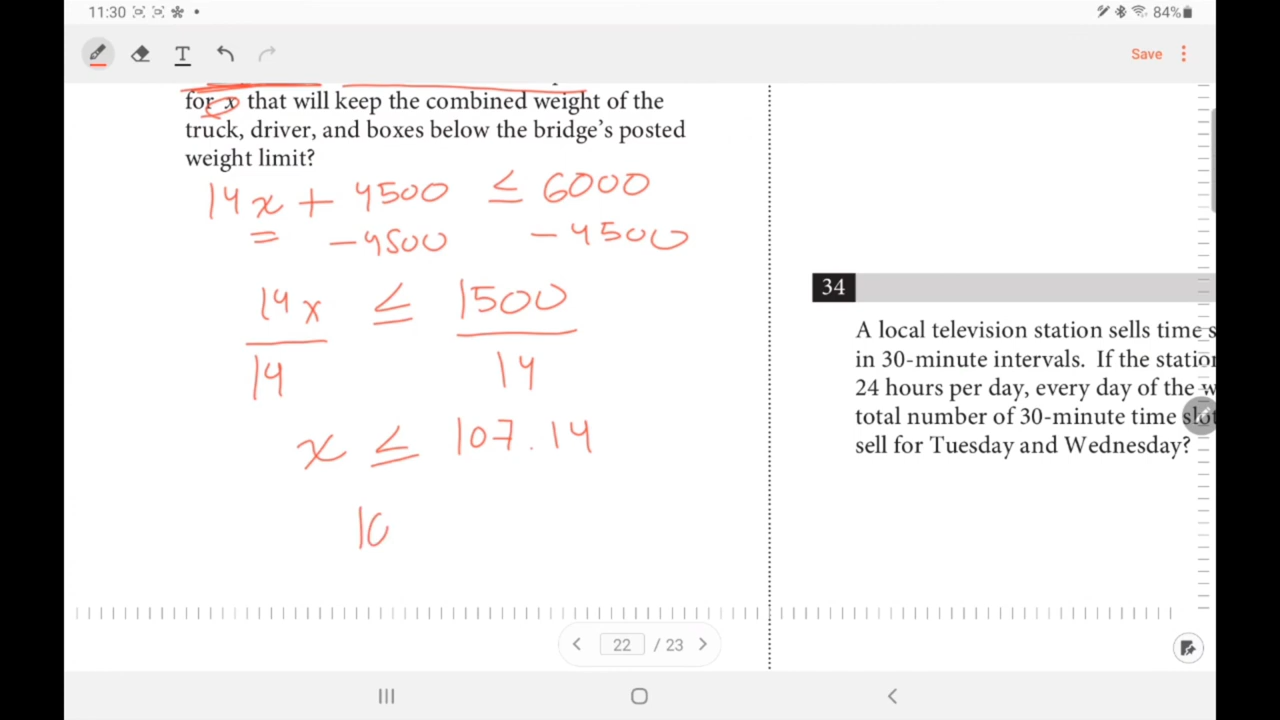 11:30
84%
T
Save
for x that will keep the combined weight of the
truck, driver, and boxes below the bridge's posted
weight limit?
14x + 4500 ≤ 6000
-4500 -4500
14x ≤ 1500
14 14
x ≤ 107.14
10
34
A local television station sells time s
in 30-minute intervals. If the station
24 hours per day, every day of the w
total number of 30-minute time slot
sell for Tuesday and Wednesday?
22 / 23